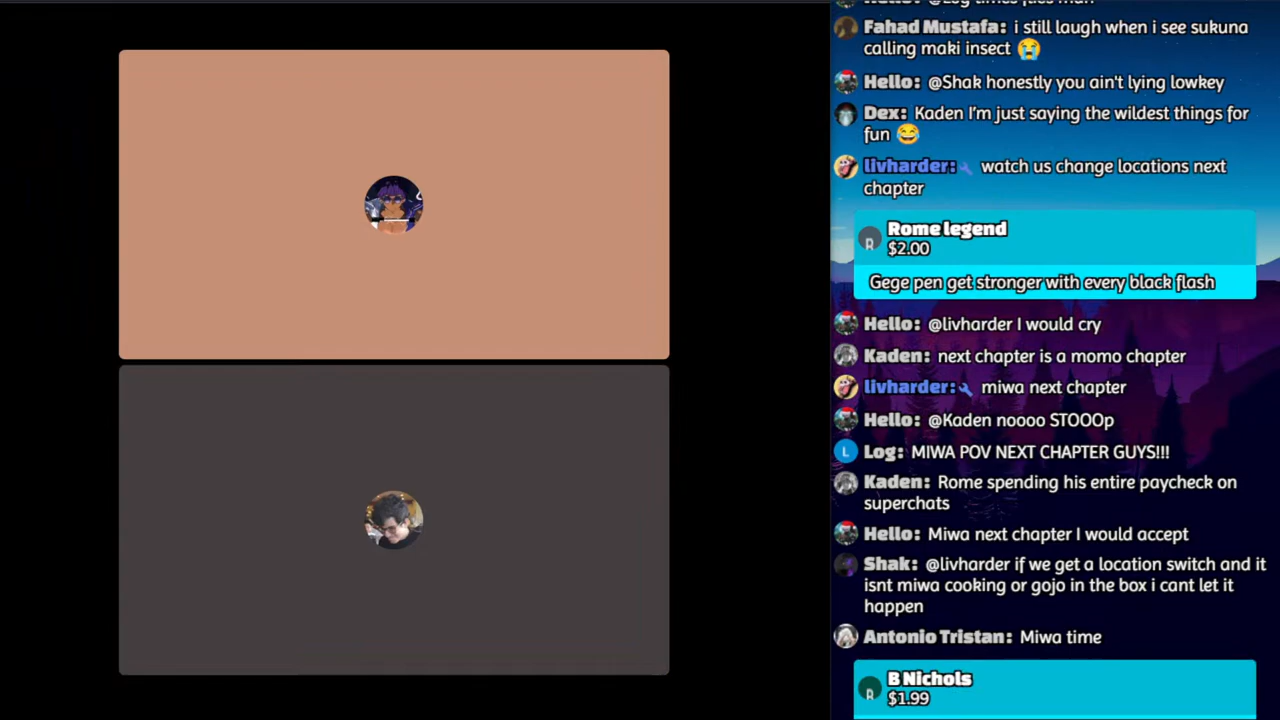 Fahad Mustafa: i still laugh when i see sukuna
calling maki insect 😭
Hello: @Shak honestly you ain't lying lowkey
Dex: Kaden I'm just saying the wildest things for
fun 😂
livharder: watch us change locations next
chapter
Rome legend
$2.00
Gege pen get stronger with every black flash
Hello: @livharder I would cry
Kaden: next chapter is a momo chapter
livharder: miwa next chapter
Hello: @Kaden noooo STOOOp
L Log: MIWA POV NEXT CHAPTER GUYS!!!
Kaden: Rome spending his entire paycheck on
superchats
Hello: Miwa next chapter I would accept
Shak: @livharder if we get a location switch and it
isnt miwa cooking or gojo in the box i cant let it
happen
Antonio Tristan: Miwa time
B Nichols
$1.99